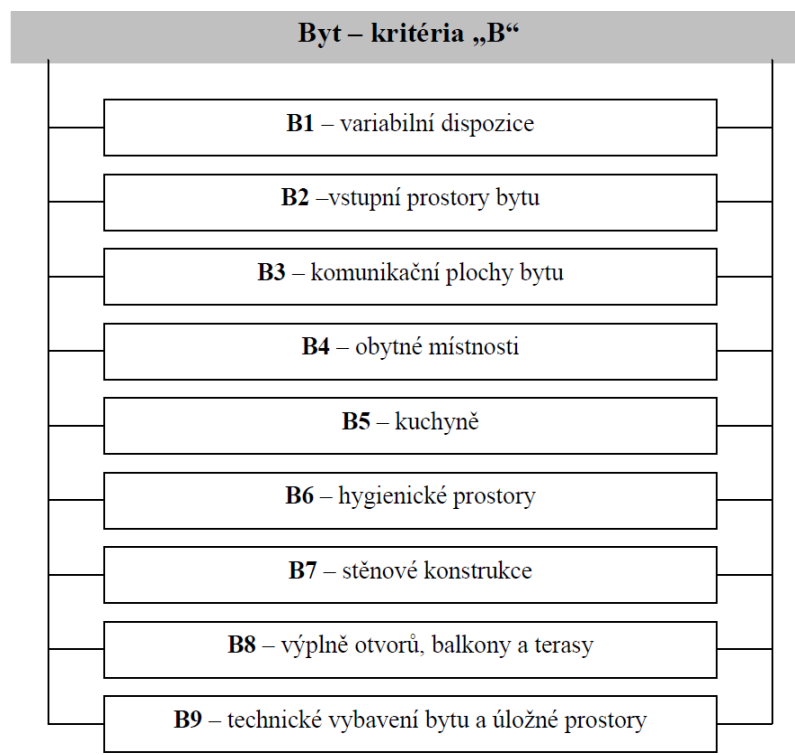 Byt – kritéria „B“
B1 – variabilní dispozice
B2 –vstupní prostory bytu
B3 – komunikační plochy bytu
B4 – obytné místnosti
B5 – kuchyně
B6 – hygienické prostory
B7 – stěnové konstrukce
B8 – výplně otvorů, balkony a terasy
B9 – technické vybavení bytu a úložné prostory